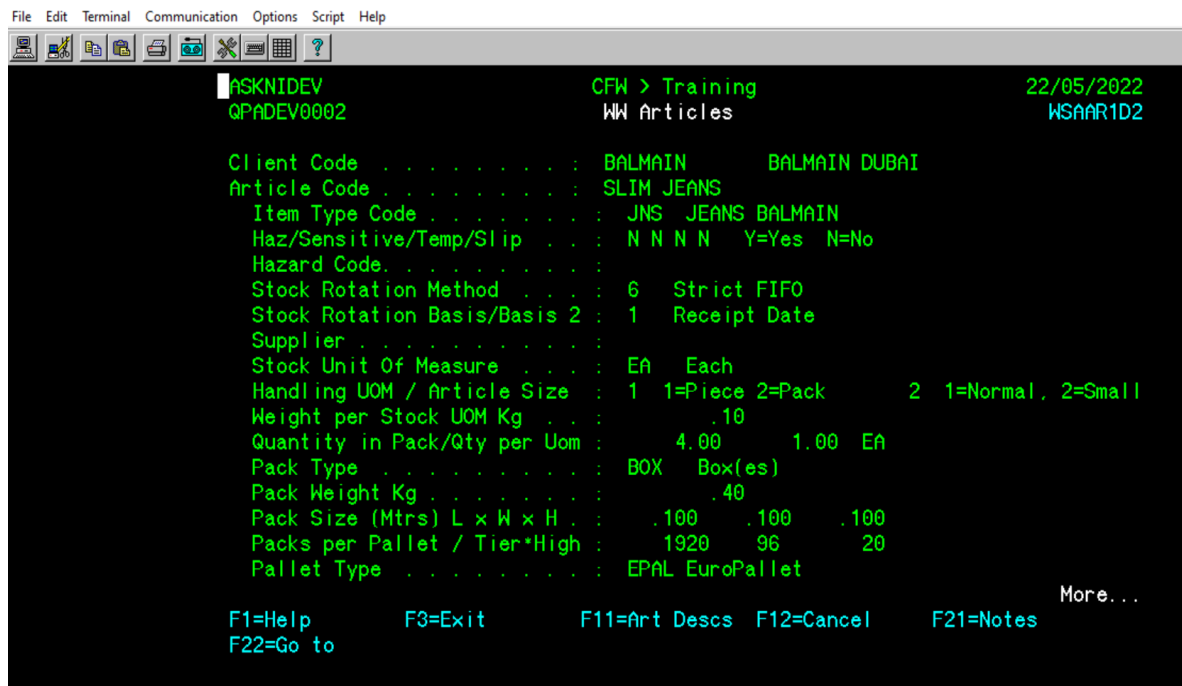 File Edit Terminal Communication Options Script Help
ASKNIDEV CFW > Training 22/05/2022
QPADEV0002 WW Articles WSAAR1D2
Client Code . . . . . . . . . : BALMAIN BALMAIN DUBAI
Article Code . . . . . . . . . : SLIM JEANS
Item Type Code . . . . . . . : JNS JEANS BALMAIN
Haz/Sensitive/Temp/Slip . . : N N N N Y=Yes N=No
Hazard Code. . . . . . . . . :
Stock Rotation Method . . . : 6 Strict FIFO
Stock Rotation Basis/Basis 2 : 1 Receipt Date
Supplier . . . . . . . . . . :
Stock Unit Of Measure . . . : EA Each
Handling UOM / Article Size : 1 1=Piece 2=Pack 2 1=Normal, 2=Small
Weight per Stock UOM Kg . . : .10
Quantity in Pack/Qty per Uom : 4.00 1.00 EA
Pack Type . . . . . . . . . : BOX Box(es)
Pack Weight Kg . . . . . . . : .40
Pack Size (Mtrs) L x W x H . : .100 .100 .100
Packs per Pallet / Tier*High : 1920 96 20
Pallet Type . . . . . . . . : EPAL EuroPallet
More...
F1=Help F3=Exit F11=Art Descs F12=Cancel F21=Notes
F22=Go to